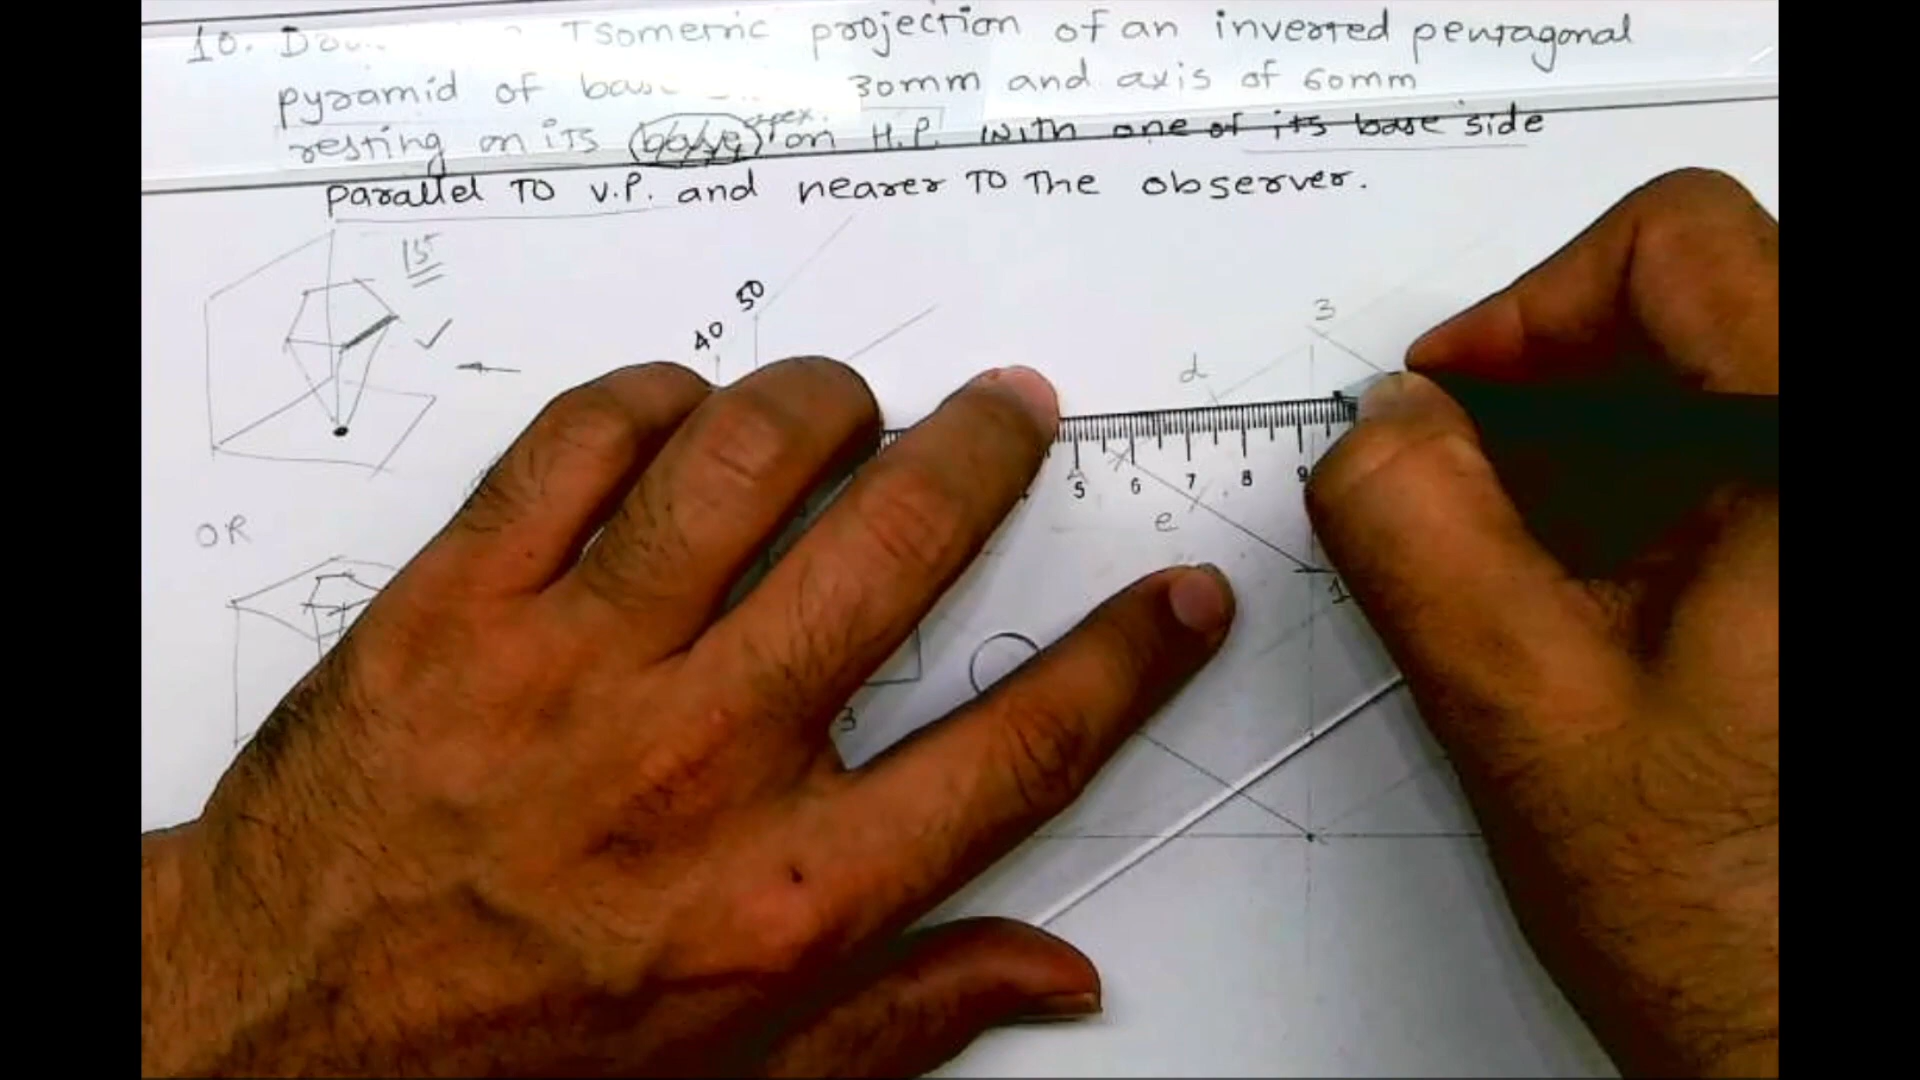 10. Isometric projection of an inverted pentagonal
pyramid of 30mm and axis of 60mm
resting on its base apex on H.P. with one of its base side
parallel TO V.P. and nearer TO The observer.
15
50
40
3
d
5 6 7 8 9
e
OR
1
3